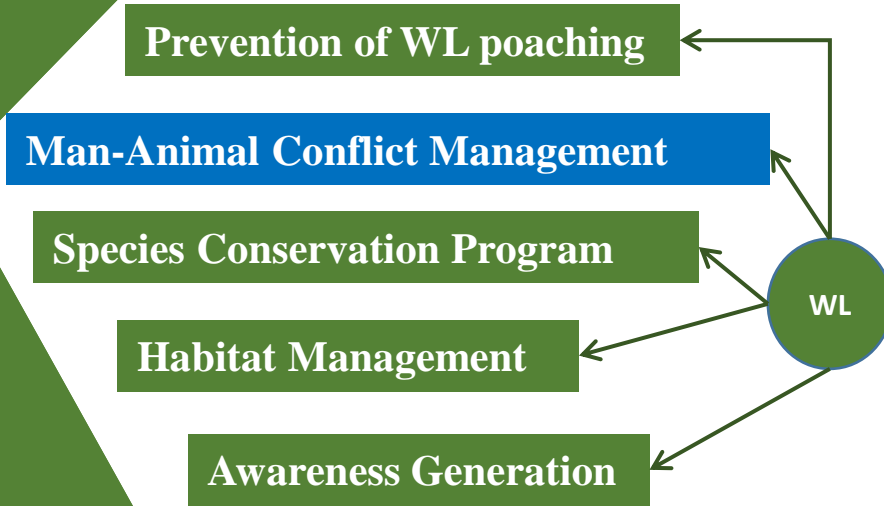 Prevention of WL poaching
Man-Animal Conflict Management
Species Conservation Program
WL
Habitat Management
Awareness Generation